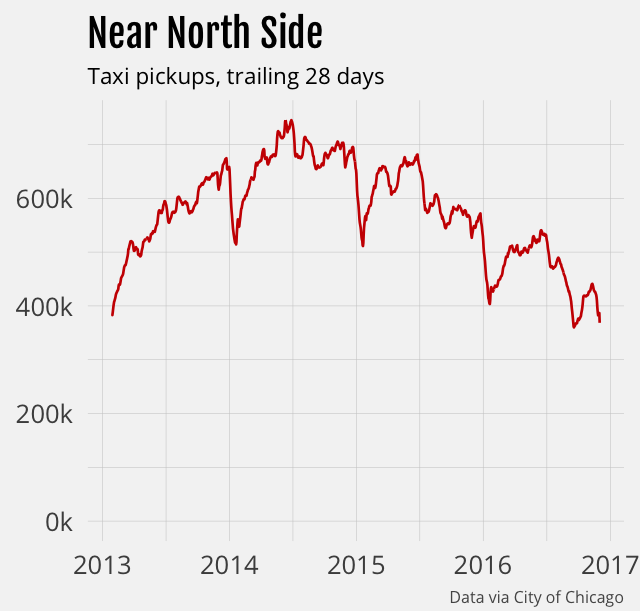 Near North Side
Taxi pickups, trailing 28 days
600k
400k
200k
0k
2013 2014 2015 2016 2017
Data via City of Chicago